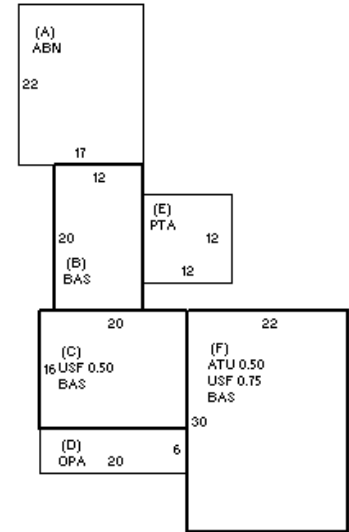 (A)
ABN
22
17
12
20
(B)
BAS
(E)
PTA
12
12
20
(C)
16 USF 0.50
BAS
22
(F)
ATU 0.50
USF 0.75
BAS
30
(D)
OPA 20
6